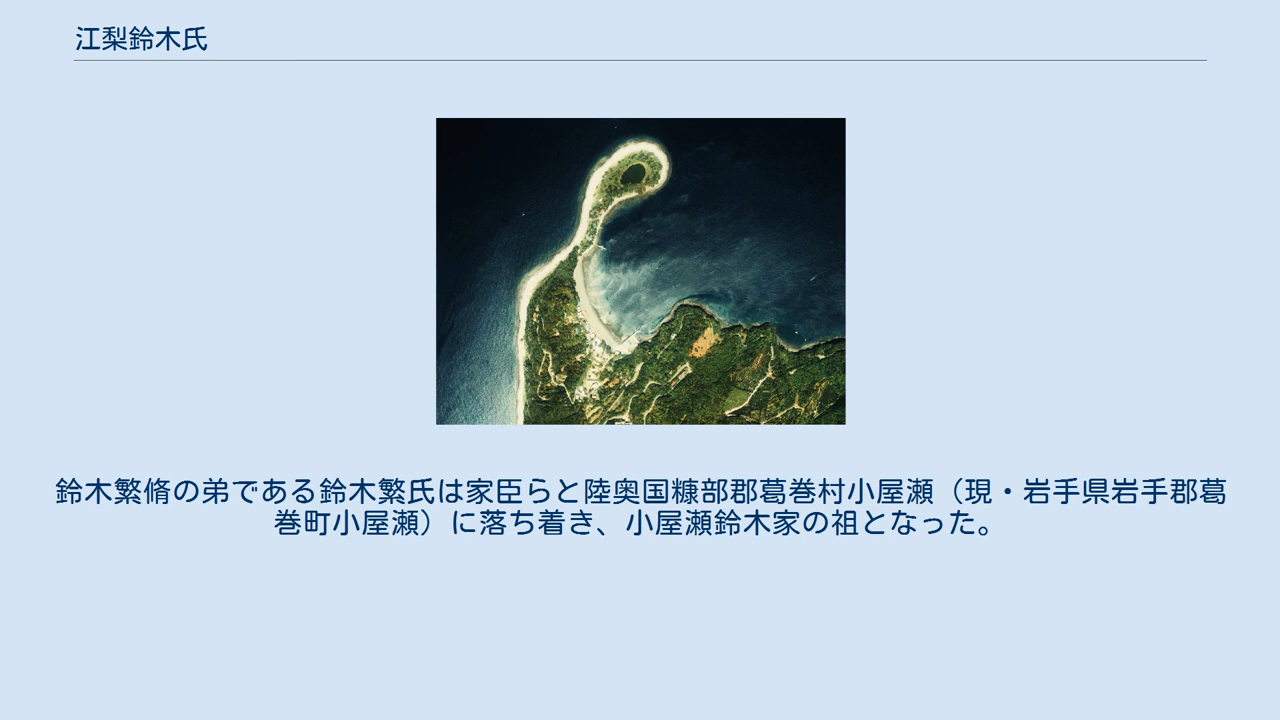 江梨鈴木氏
鈴木繁脩の弟である鈴木繁氏は家臣らと陸奥国糠部郡葛巻村小屋瀬（現・岩手県岩手郡葛
巻町小屋瀬）に落ち着き、小屋瀬鈴木家の祖となった。